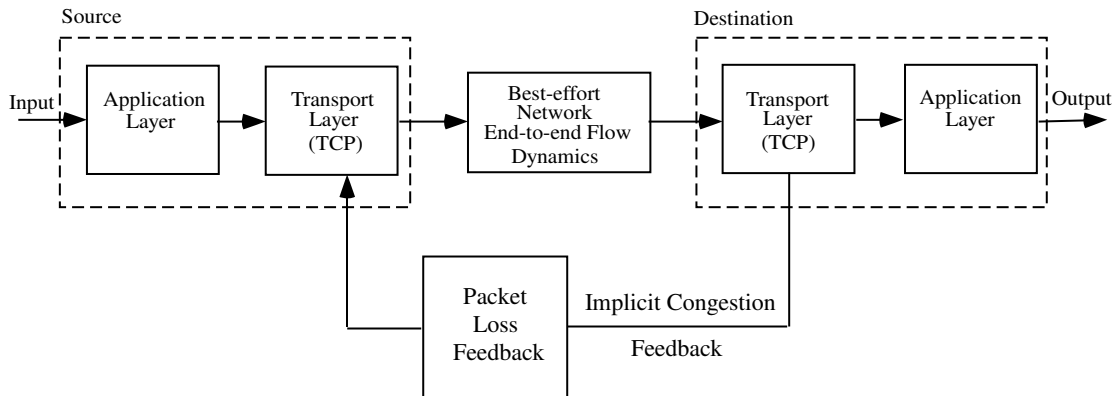 Source
Destination
Input
Application
Layer
Transport
Layer
(TCP)
Best-effort
Network
End-to-end Flow
Dynamics
Transport
Layer
(TCP)
Application
Layer
Output
Packet
Loss
Feedback
Implicit Congestion
Feedback